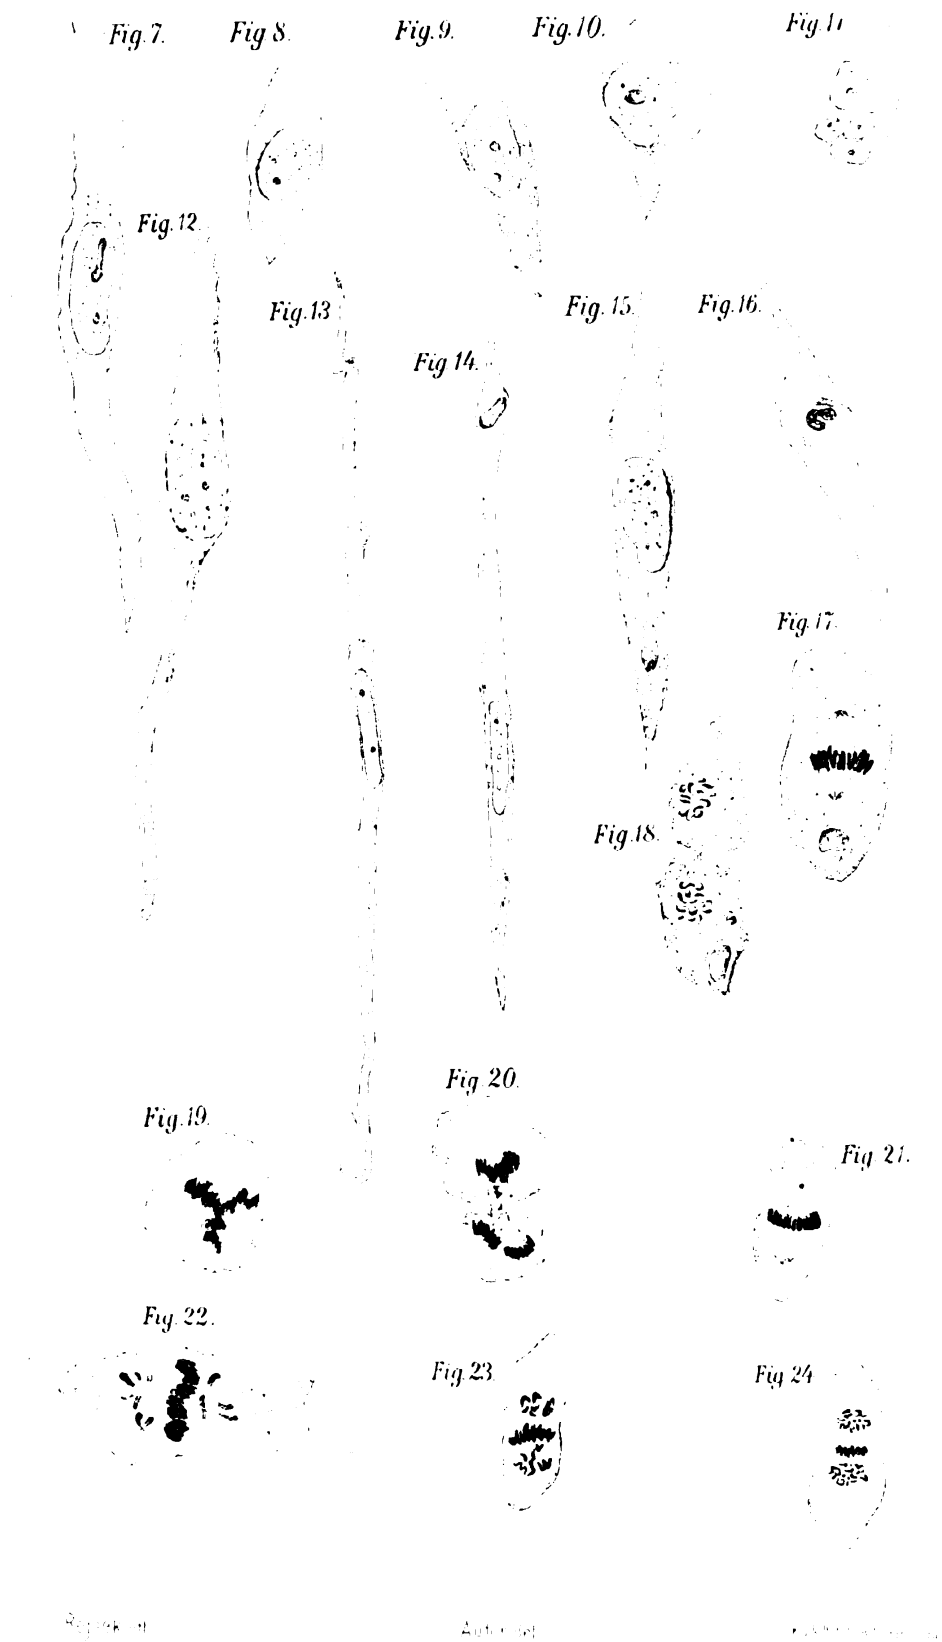 Fig. 7.
Fig 8.
Fig. 9.
Fig. 10.
Fig. 11
Fig. 12.
Fig. 13
Fig 14.
Fig. 15.
Fig. 16.
Fig. 17.
Fig. 18.
Fig. 19.
Fig. 20.
Fig. 21.
Fig. 22.
Fig. 23.
Fig 24